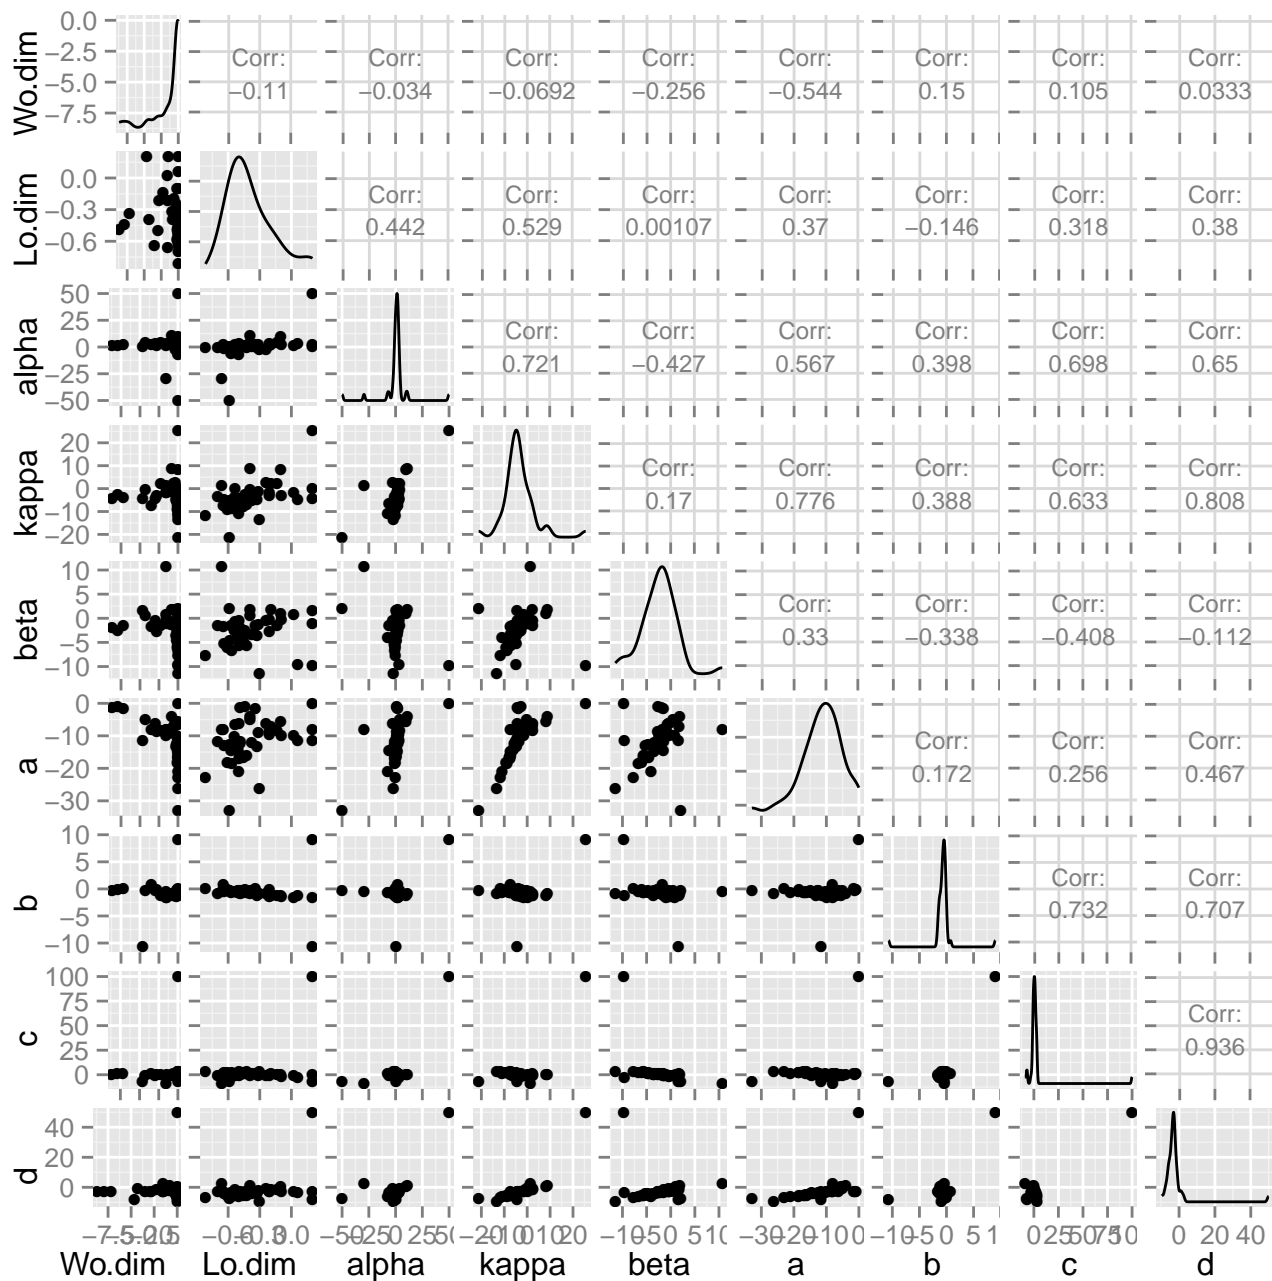 Wo.dim
0.0
−2.5
−5.0
−7.5
Corr: Corr: Corr: Corr: Corr: Corr: Corr: Corr:
−0.11 −0.034 −0.0692 −0.256 −0.544 0.15 0.105 0.0333
Lo.dim
0.0
−0.3
−0.6
Corr: Corr: Corr: Corr: Corr: Corr: Corr:
0.442 0.529 0.00107 0.37 −0.146 0.318 0.38
alpha
50
25
0
−25
−50
Corr: Corr: Corr: Corr: Corr: Corr:
0.721 −0.427 0.567 0.398 0.698 0.65
kappa
20
10
0
−10
−20
Corr: Corr: Corr: Corr: Corr:
0.17 0.776 0.388 0.633 0.808
beta
10
5
0
−5
−10
Corr: Corr: Corr: Corr:
0.33 −0.338 −0.408 −0.112
a
0
−10
−20
−30
Corr: Corr: Corr:
0.172 0.256 0.467
b
10
5
0
−5
−10
Corr: Corr:
0.732 0.707
c
100
75
50
25
0
Corr:
0.936
d
40
20
0
0 20 40
Wo.dim Lo.dim alpha kappa beta a b c d